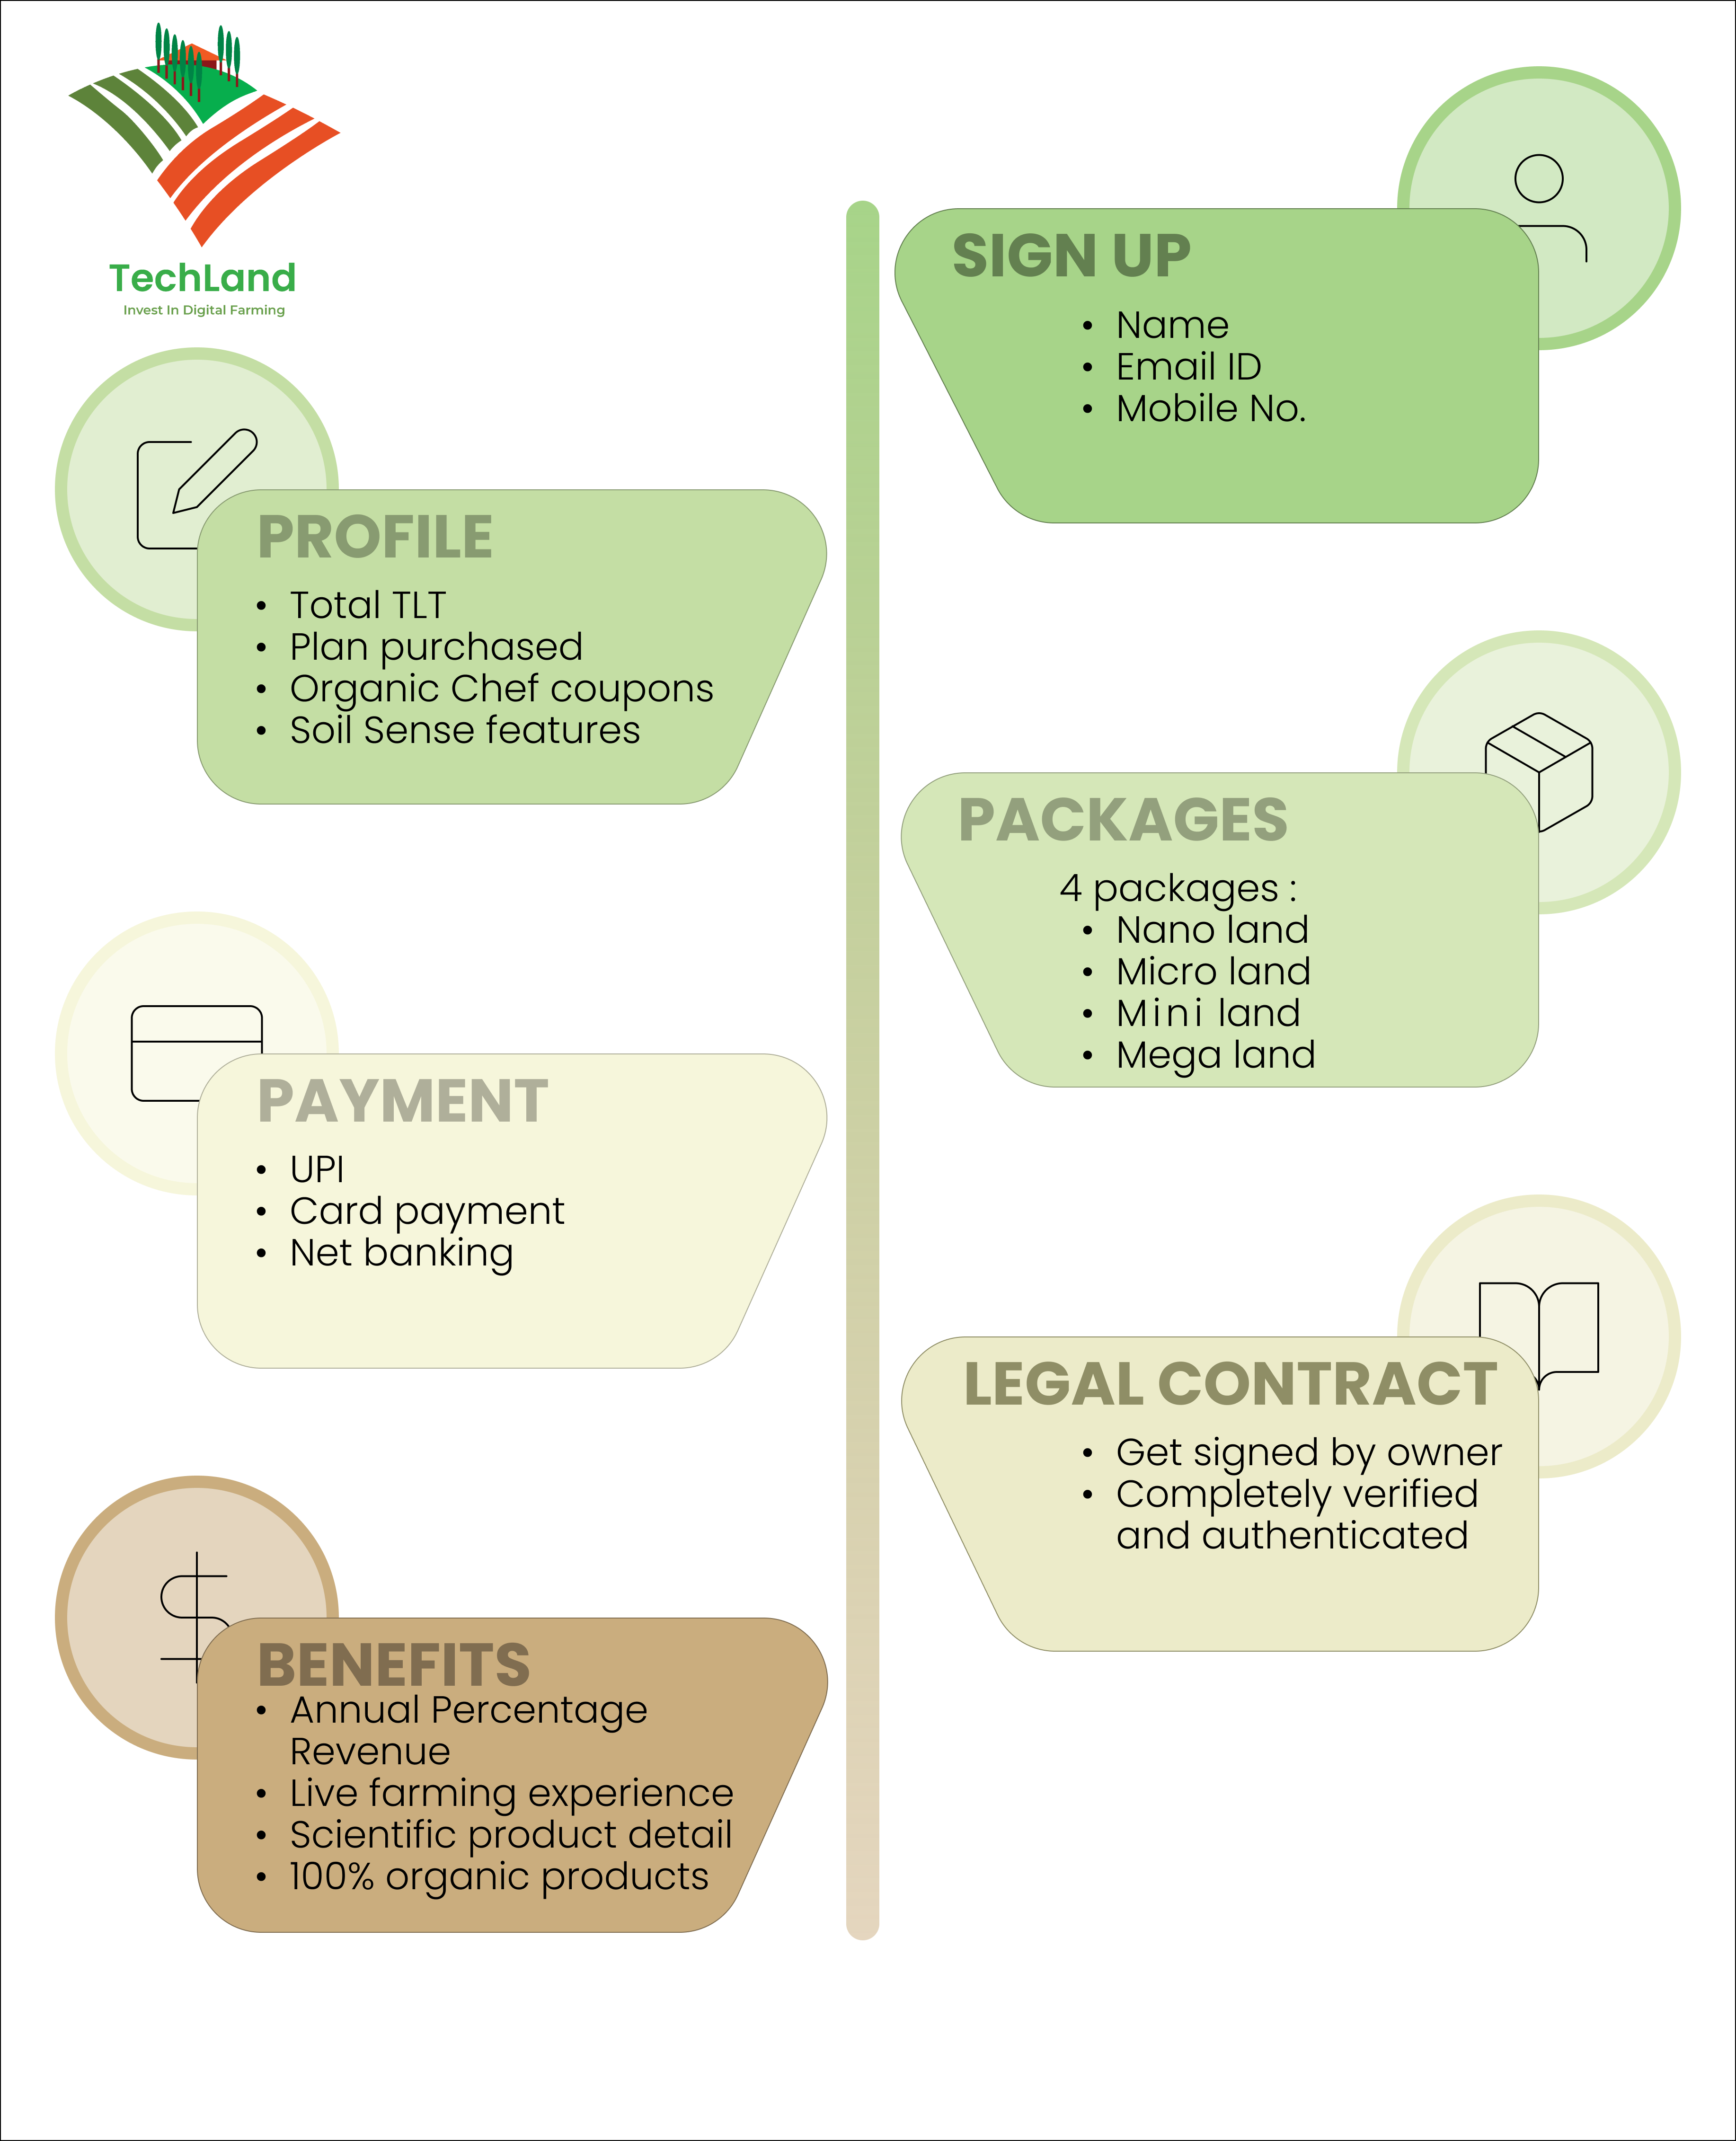 TechLand
Invest In Digital Farming
SIGN UP
• Name
• Email ID
• Mobile No.
PROFILE
• Total TLT
• Plan purchased
• Organic Chef coupons
• Soil Sense features
PACKAGES
4 packages :
• Nano land
• Micro land
• Mini land
• Mega land
PAYMENT
• UPI
• Card payment
• Net banking
LEGAL CONTRACT
• Get signed by owner
• Completely verified
and authenticated
BENEFITS
• Annual Percentage
Revenue
• Live farming experience
• Scientific product detail
• 100% organic products